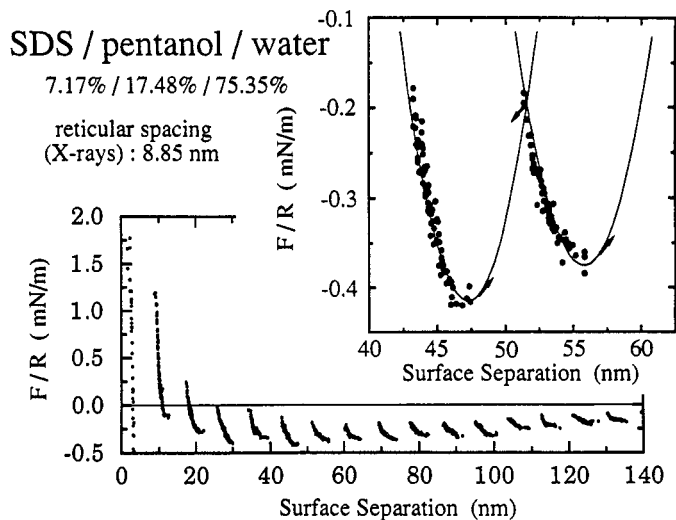 SDS / pentanol / water
7.17% / 17.48% / 75.35%
reticular spacing
(X-rays) : 8.85 nm
-0.1
-0.2
-0.3
-0.4
F/R ( mN/m)
40 45 50 55 60
Surface Separation (nm)
2.0
1.5
1.0
0.5
0.0
-0.5
F/R ( mN/m)
0 20 40 60 80 100 120 140
Surface Separation (nm)